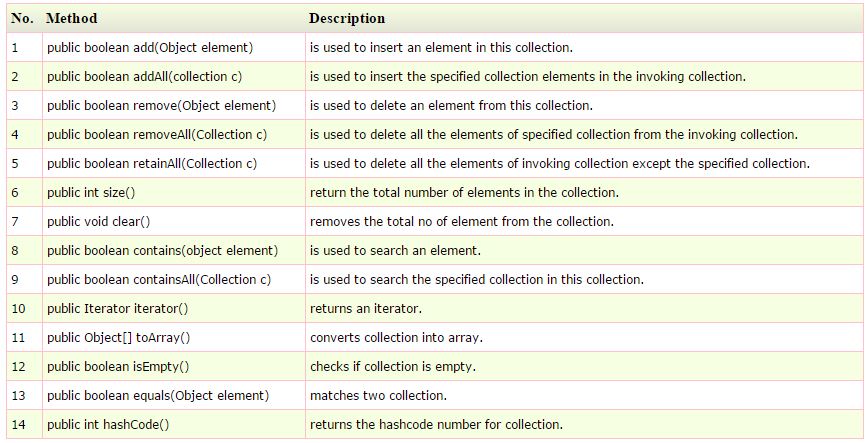 No. Method Description
1 public boolean add(Object element) is used to insert an element in this collection.
2 public boolean addAll(collection c) is used to insert the specified collection elements in the invoking collection.
3 public boolean remove(Object element) is used to delete an element from this collection.
4 public boolean removeAll(Collection c) is used to delete all the elements of specified collection from the invoking collection.
5 public boolean retainAll(Collection c) is used to delete all the elements of invoking collection except the specified collection.
6 public int size() return the total number of elements in the collection.
7 public void clear() removes the total no of element from the collection.
8 public boolean contains(object element) is used to search an element.
9 public boolean containsAll(Collection c) is used to search the specified collection in this collection.
10 public Iterator iterator() returns an iterator.
11 public Object[] toArray() converts collection into array.
12 public boolean isEmpty() checks if collection is empty.
13 public boolean equals(Object element) matches two collection.
14 public int hashCode() returns the hashcode number for collection.